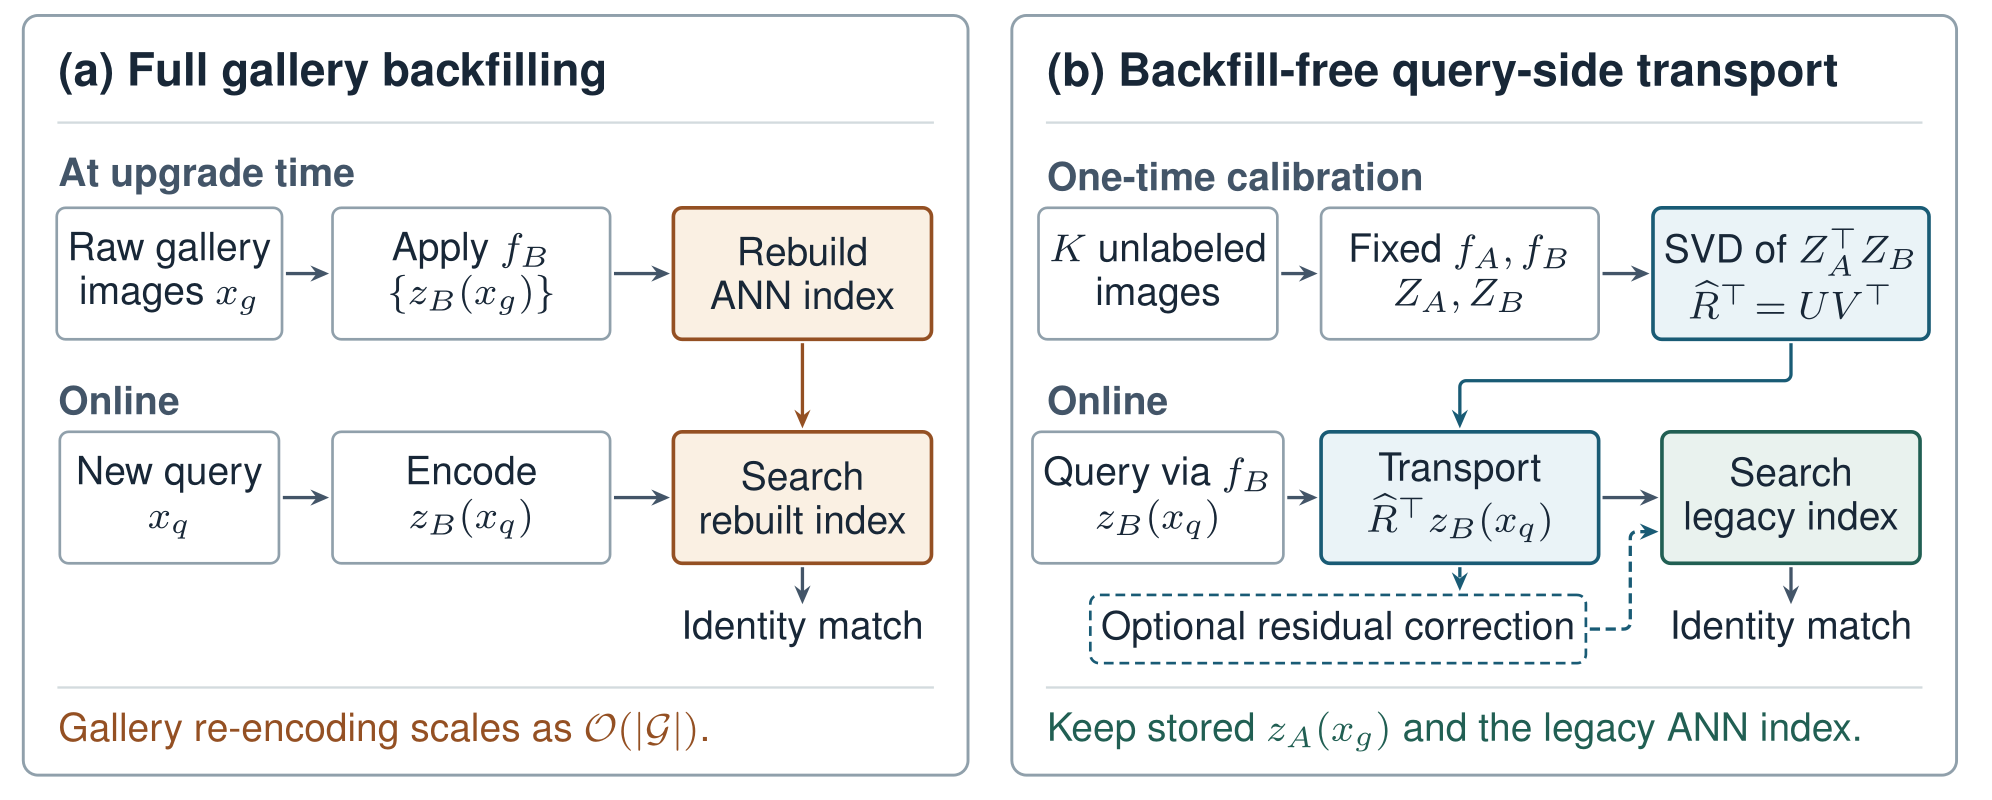 (a) Full gallery backfilling
At upgrade time
Raw gallery
images x_g
Apply f_B
{z_B(x_g)}
Rebuild
ANN index
Online
New query
x_q
Encode
z_B(x_q)
Search
rebuilt index
Identity match
Gallery re-encoding scales as 𝒪(|𝒢|).
(b) Backfill-free query-side transport
One-time calibration
K unlabeled
images
Fixed f_A, f_B
Z_A, Z_B
SVD of Z_A^⊤ Z_B
R̂^⊤ = UV^⊤
Online
Query via f_B
z_B(x_q)
Transport
R̂^⊤ z_B(x_q)
Search
legacy index
Optional residual correction
Identity match
Keep stored z_A(x_g) and the legacy ANN index.